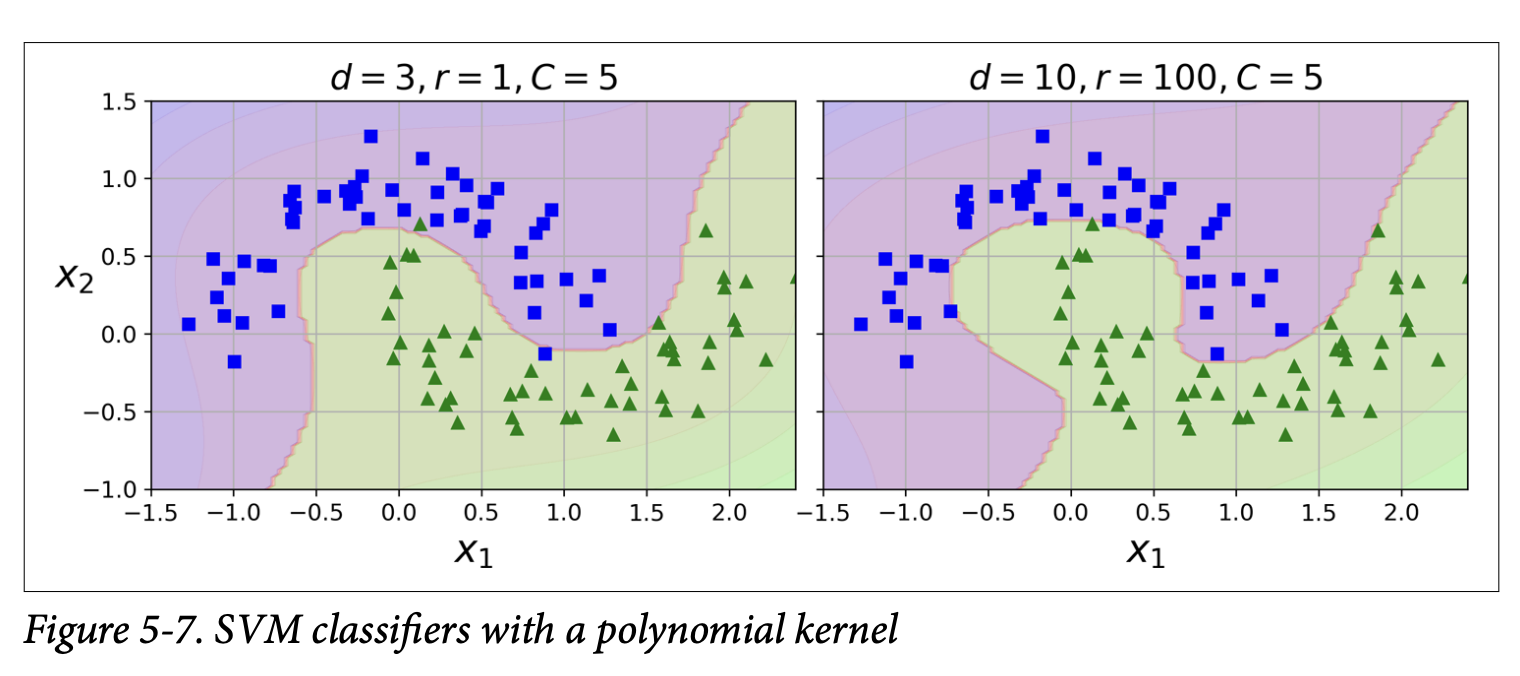 d = 3, r = 1, C = 5
1.5
1.0
0.5
0.0
−0.5
−1.0
x₂
−1.5 −1.0 −0.5 0.0 0.5 1.0 1.5 2.0
x₁
d = 10, r = 100, C = 5
−1.5 −1.0 −0.5 0.0 0.5 1.0 1.5 2.0
x₁
Figure 5-7. SVM classifiers with a polynomial kernel